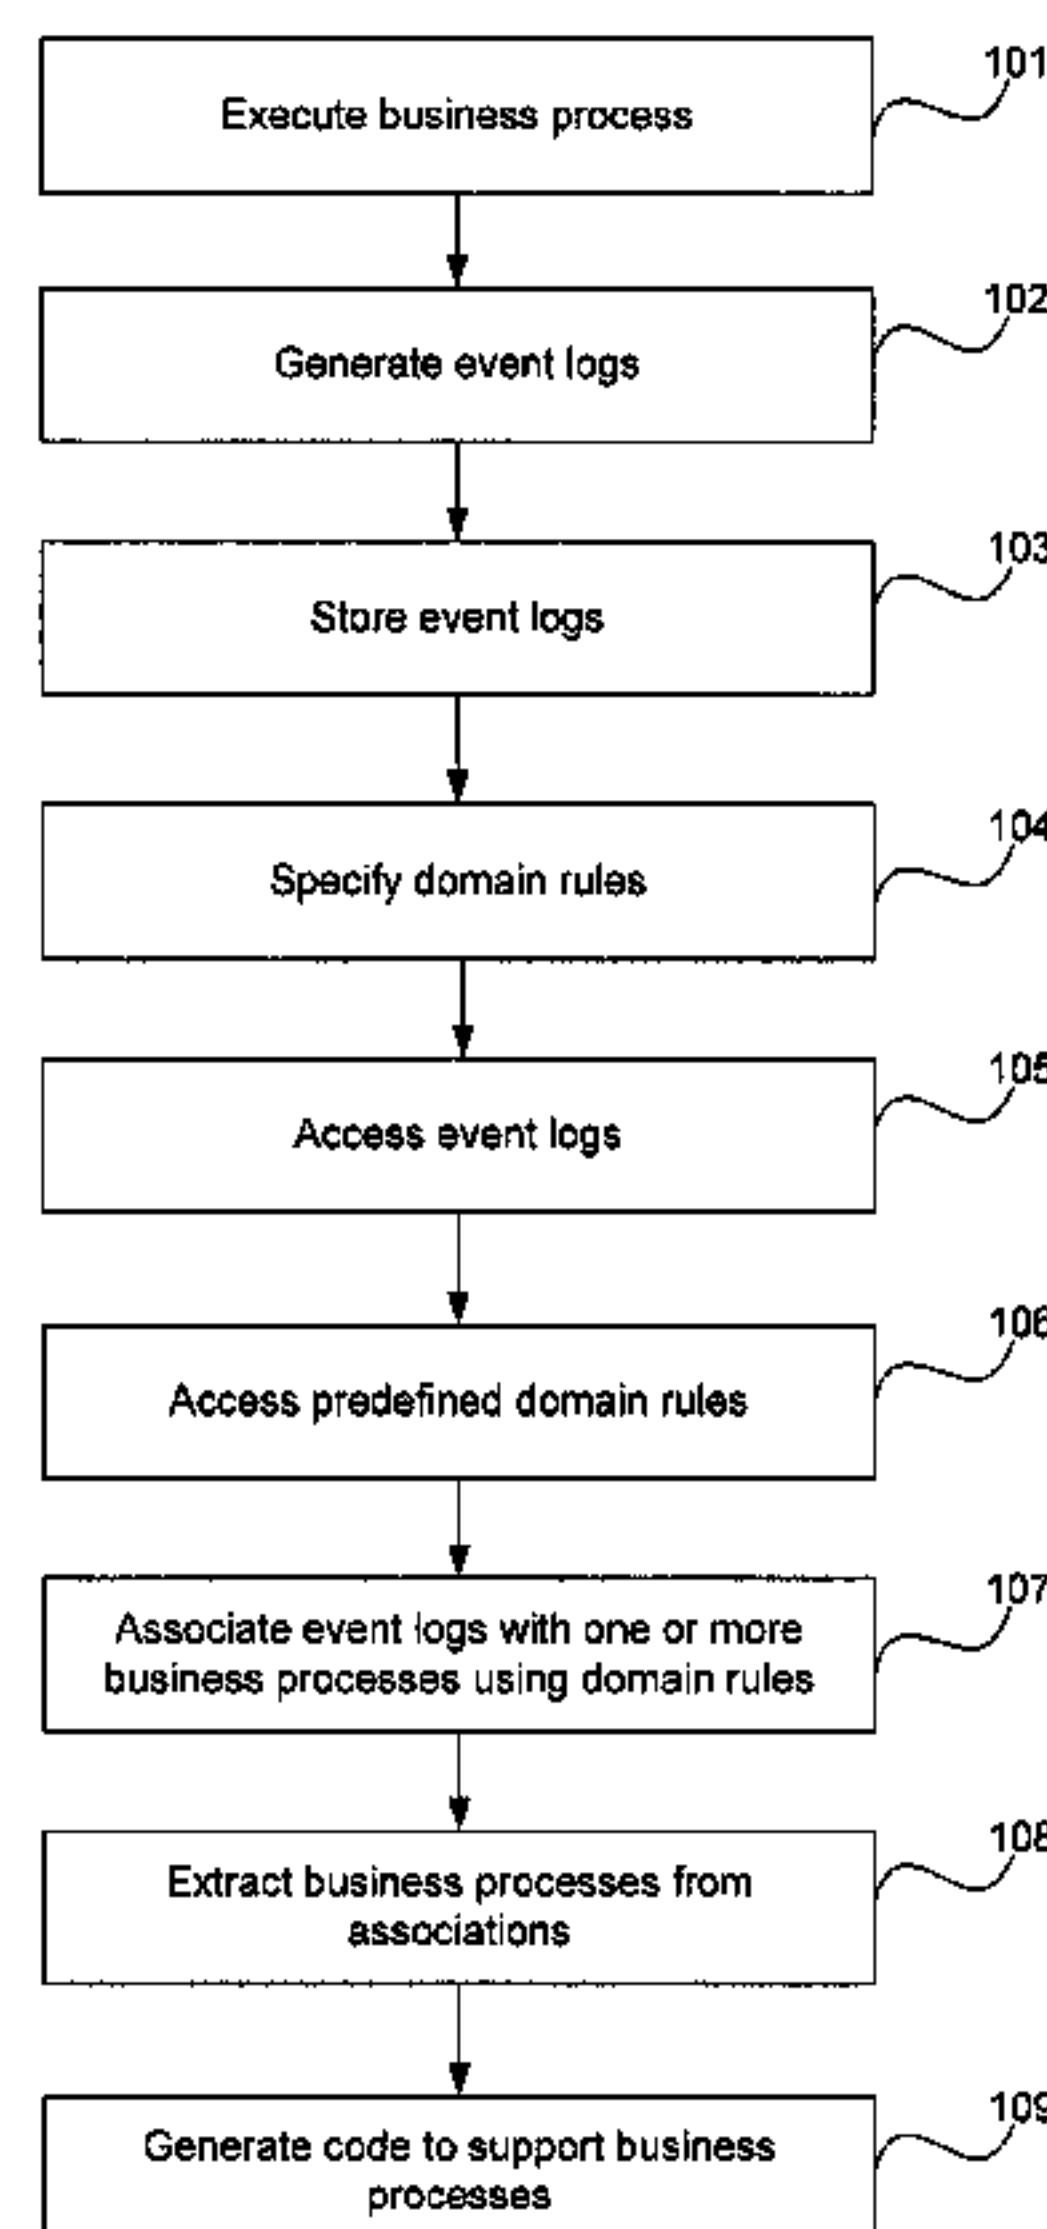 Execute business process
101
Generate event logs
102
Store event logs
103
Specify domain rules
104
Access event logs
105
Access predefined domain rules
106
Associate event logs with one or more
business processes using domain rules
107
Extract business processes from
associations
108
Generate code to support business
processes
109